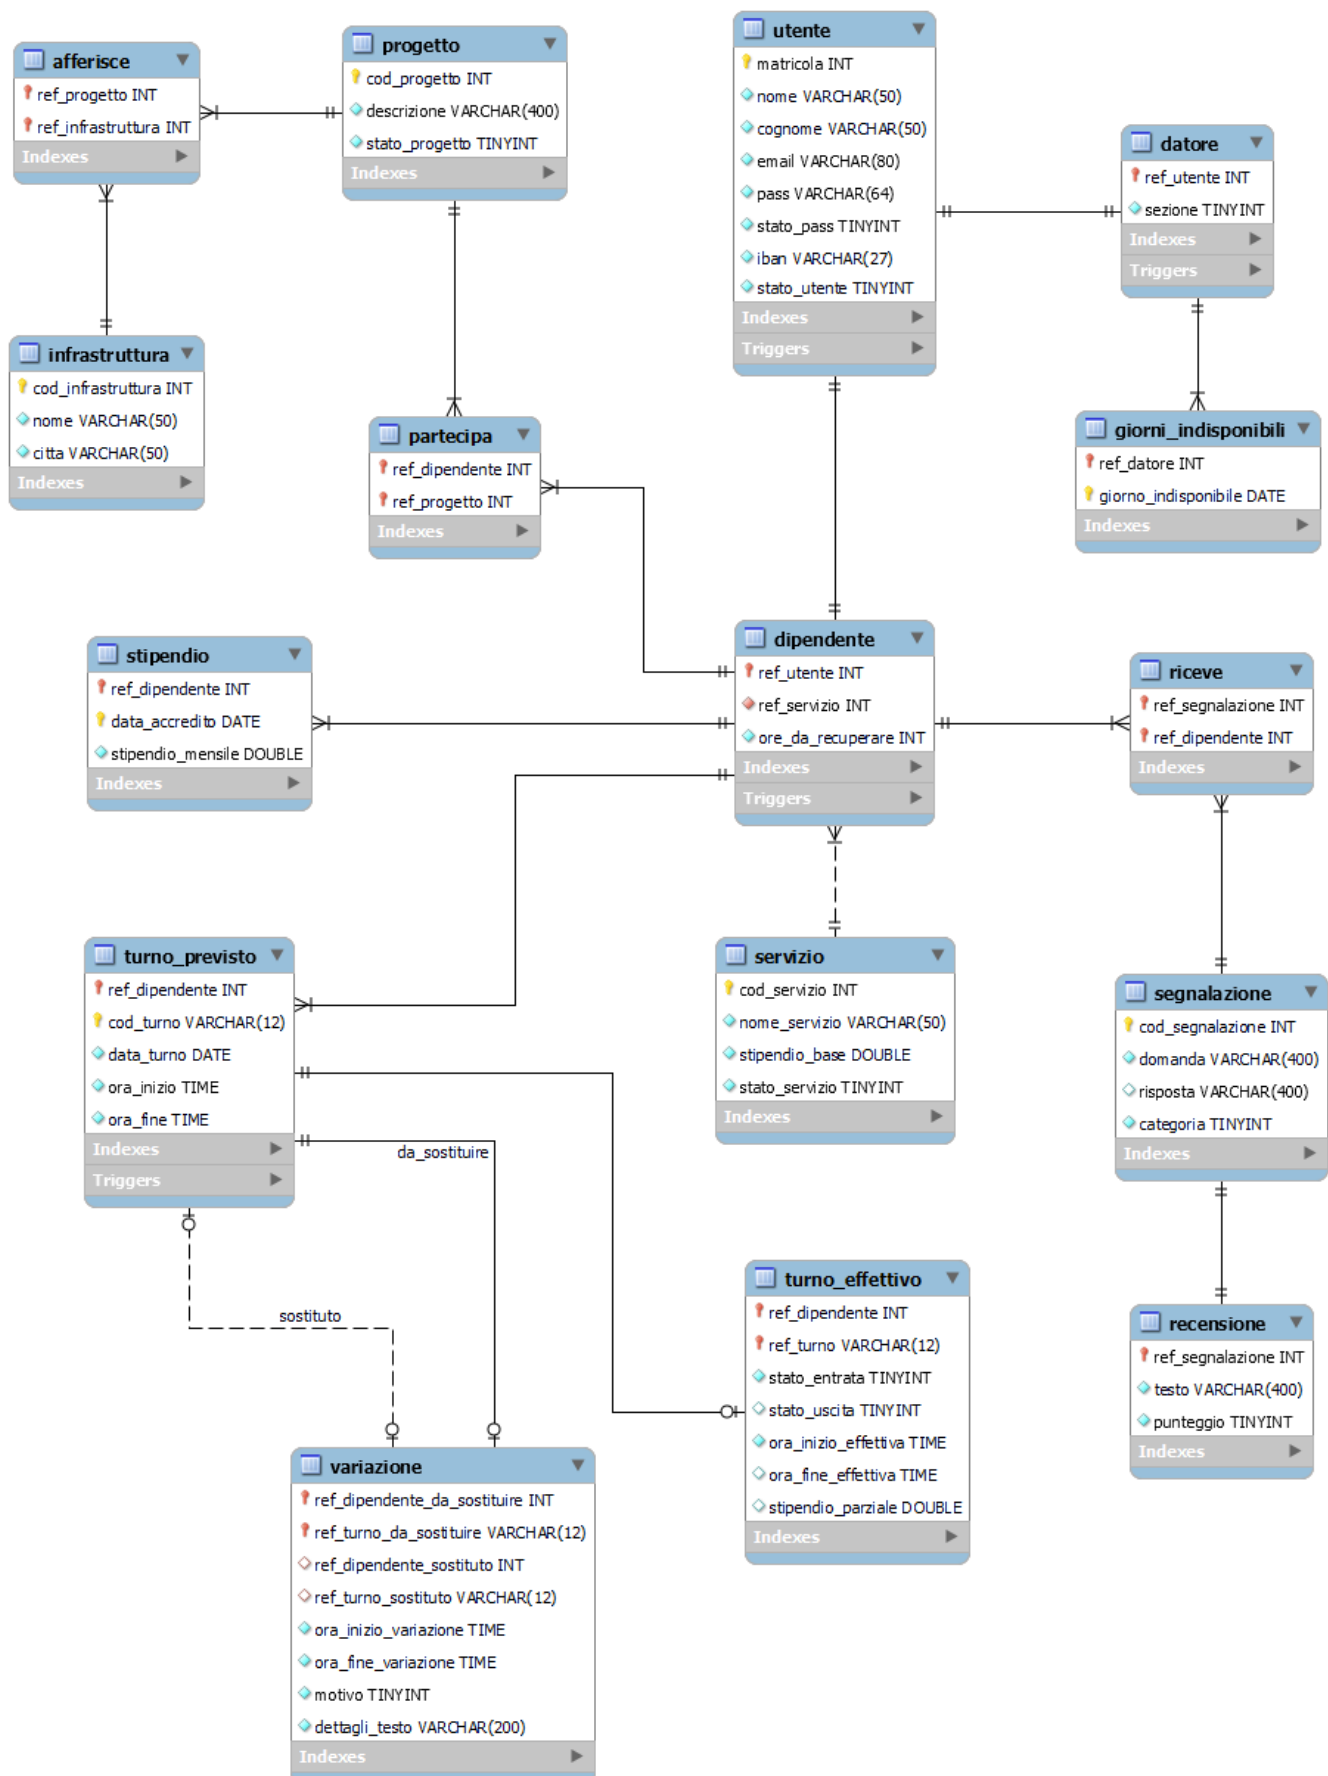 afferisce
ref_progetto INT
ref_infrastruttura INT
Indexes
progetto
cod_progetto INT
descrizione VARCHAR(400)
stato_progetto TINYINT
Indexes
utente
matricola INT
nome VARCHAR(50)
cognome VARCHAR(50)
email VARCHAR(80)
pass VARCHAR(64)
stato_pass TINYINT
iban VARCHAR(27)
stato_utente TINYINT
Indexes
Triggers
datore
ref_utente INT
sezione TINYINT
Indexes
Triggers
infrastruttura
cod_infrastruttura INT
nome VARCHAR(50)
citta VARCHAR(50)
Indexes
partecipa
ref_dipendente INT
ref_progetto INT
Indexes
giorni_indisponibili
ref_datore INT
giorno_indisponibile DATE
Indexes
stipendio
ref_dipendente INT
data_accredito DATE
stipendio_mensile DOUBLE
Indexes
dipendente
ref_utente INT
ref_servizio INT
ore_da_recuperare INT
Indexes
Triggers
riceve
ref_segnalazione INT
ref_dipendente INT
Indexes
turno_previsto
ref_dipendente INT
cod_turno VARCHAR(12)
data_turno DATE
ora_inizio TIME
ora_fine TIME
Indexes
Triggers
servizio
cod_servizio INT
nome_servizio VARCHAR(50)
stipendio_base DOUBLE
stato_servizio TINYINT
Indexes
segnalazione
cod_segnalazione INT
domanda VARCHAR(400)
risposta VARCHAR(400)
categoria TINYINT
Indexes
da_sostituire
sostituto
turno_effettivo
ref_dipendente INT
ref_turno VARCHAR(12)
stato_entrata TINYINT
stato_uscita TINYINT
ora_inizio_effettiva TIME
ora_fine_effettiva TIME
stipendio_parziale DOUBLE
Indexes
recensione
ref_segnalazione INT
testo VARCHAR(400)
punteggio TINYINT
Indexes
variazione
ref_dipendente_da_sostituire INT
ref_turno_da_sostituire VARCHAR(12)
ref_dipendente_sostituto INT
ref_turno_sostituto VARCHAR(12)
ora_inizio_variazione TIME
ora_fine_variazione TIME
motivo TINYINT
dettagli_testo VARCHAR(200)
Indexes